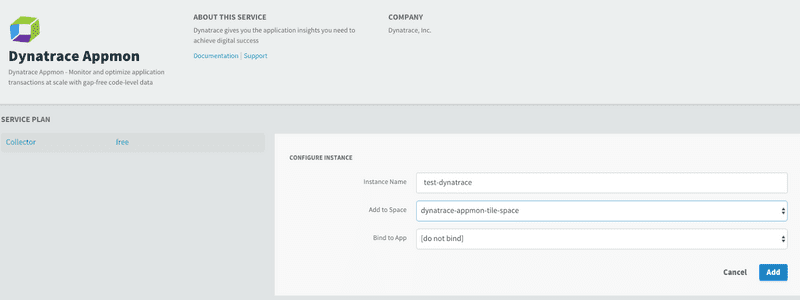 Dynatrace Appmon
Dynatrace Appmon - Monitor and optimize application
transactions at scale with gap-free code-level data
ABOUT THIS SERVICE
Dynatrace gives you the application insights you need to
achieve digital success
Documentation | Support
COMPANY
Dynatrace, Inc.
SERVICE PLAN
Collector free
CONFIGURE INSTANCE
Instance Name test-dynatrace
Add to Space dynatrace-appmon-tile-space
Bind to App [do not bind]
Cancel Add